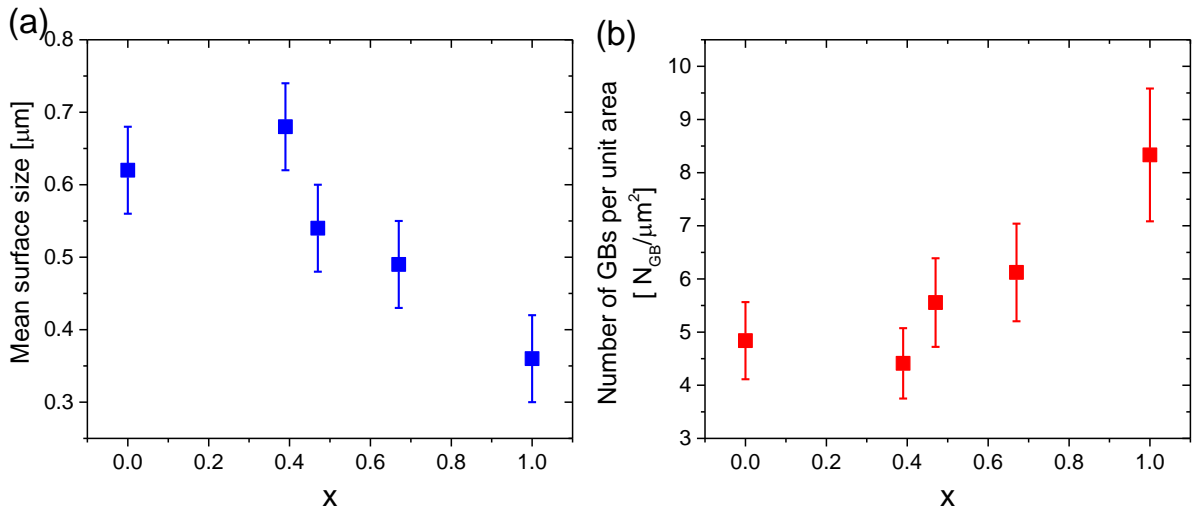 (a)
0.8
0.7
0.6
0.5
0.4
0.3
Mean surface size [μm]
0.0 0.2 0.4 0.6 0.8 1.0
x
(b)
10
9
8
7
6
5
4
3
Number of GBs per unit area
[ N_GB/μm²]
0.0 0.2 0.4 0.6 0.8 1.0
x